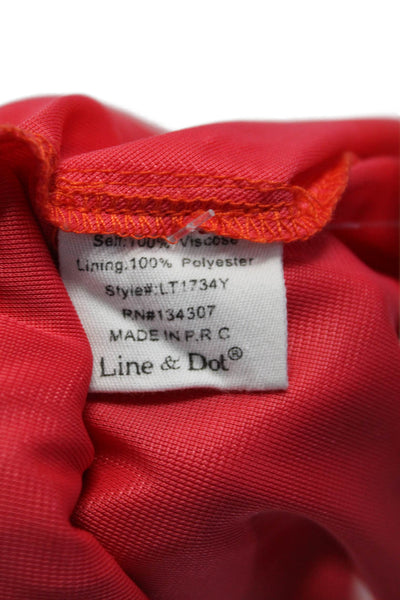 Self:100% Viscose
Lining.100% Polyester
Style#:LT1734Y
RN#134307
MADE IN P.R C
Line & Dot®